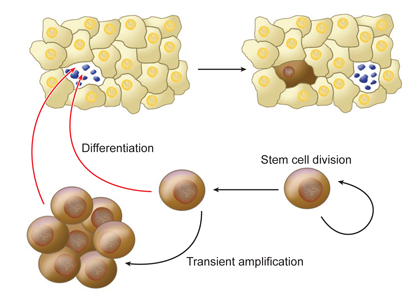 Differentiation
Stem cell division
Transient amplification